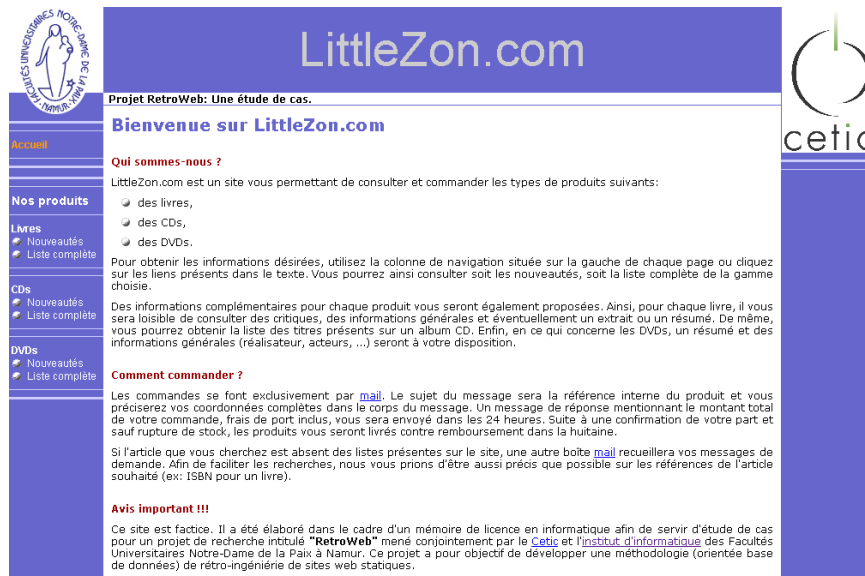 FACULTÉS UNIVERSITAIRES NOTRE-DAME DE LA PAIX
NAMUR
LittleZon.com
cetic
Projet RetroWeb: Une étude de cas.
Accueil
Nos produits
Livres
Nouveautés
Liste complète
CDs
Nouveautés
Liste complète
DVDs
Nouveautés
Liste complète
Bienvenue sur LittleZon.com
Qui sommes-nous ?
LittleZon.com est un site vous permettant de consulter et commander les types de produits suivants:
des livres,
des CDs,
des DVDs.
Pour obtenir les informations désirées, utilisez la colonne de navigation située sur la gauche de chaque page ou cliquez
sur les liens présents dans le texte. Vous pourrez ainsi consulter soit les nouveautés, soit la liste complète de la gamme
choisie.
Des informations complémentaires pour chaque produit vous seront également proposées. Ainsi, pour chaque livre, il vous
sera loisible de consulter des critiques, des informations générales et éventuellement un extrait ou un résumé. De même,
vous pourrez obtenir la liste des titres présents sur un album CD. Enfin, en ce qui concerne les DVDs, un résumé et des
informations générales (réalisateur, acteurs, ...) seront à votre disposition.
Comment commander ?
Les commandes se font exclusivement par mail. Le sujet du message sera la référence interne du produit et vous
préciserez vos coordonnées complètes dans le corps du message. Un message de réponse mentionnant le montant total
de votre commande, frais de port inclus, vous sera envoyé dans les 24 heures. Suite à une confirmation de votre part et
sauf rupture de stock, les produits vous seront livrés contre remboursement dans la huitaine.
Si l'article que vous cherchez est absent des listes présentes sur le site, une autre boîte mail recueillera vos messages de
demande. Afin de faciliter les recherches, nous vous prions d'être aussi précis que possible sur les références de l'article
souhaité (ex: ISBN pour un livre).
Avis important !!!
Ce site est factice. Il a été élaboré dans le cadre d'un mémoire de licence en informatique afin de servir d'étude de cas
pour un projet de recherche intitulé "RetroWeb" mené conjointement par le Cetic et l'institut d'informatique des Facultés
Universitaires Notre-Dame de la Paix à Namur. Ce projet a pour objectif de développer une méthodologie (orientée base
de données) de rétro-ingéniérie de sites web statiques.